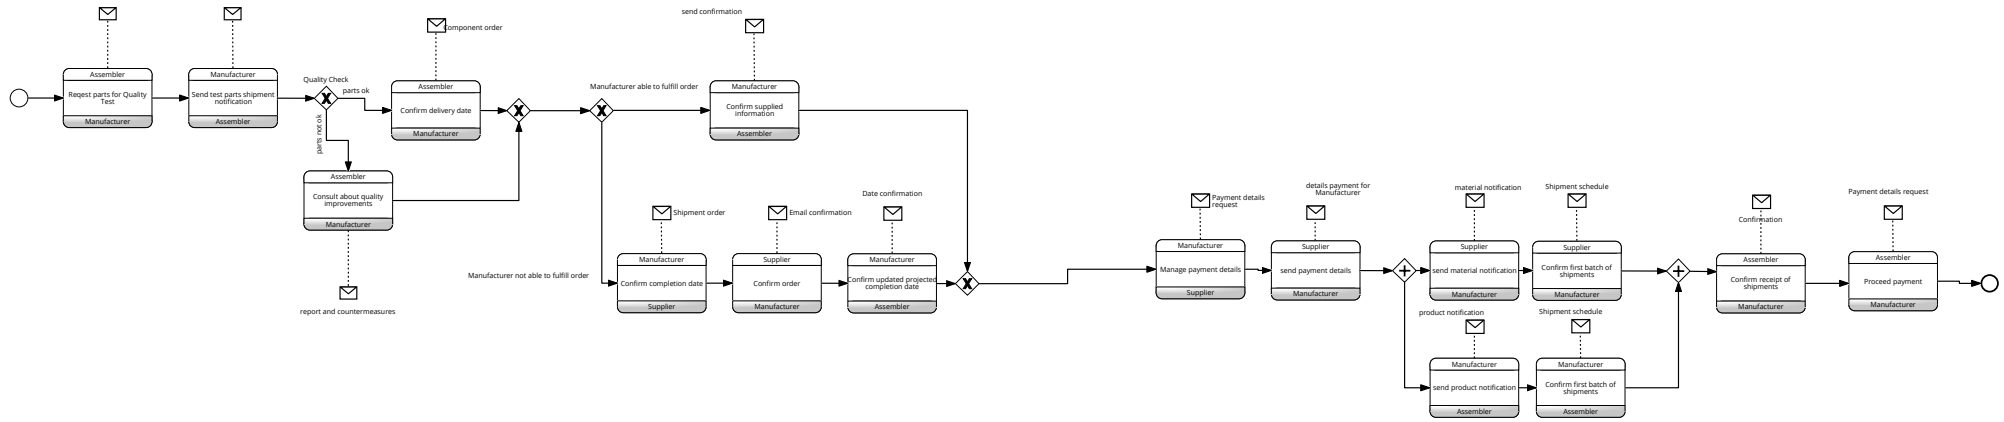 Assembler
Reqest parts for Quality
Test
Manufacturer
Manufacturer
Send test parts shipment
notification
Assembler
Quality Check
parts ok
parts not ok
Component order
Assembler
Confirm delivery date
Manufacturer
Assembler
Consult about quality
improvements
Manufacturer
report and countermeasures
Manufacturer able to fulfill order
send confirmation
Manufacturer
Confirm supplied
information
Assembler
Manufacturer not able to fulfill order
Shipment order
Manufacturer
Confirm completion date
Supplier
Email confirmation
Supplier
Confirm order
Manufacturer
Date confirmation
Manufacturer
Confirm updated projected
completion date
Assembler
Payment details
request
Manufacturer
Manage payment details
Supplier
details payment for
Manufacturer
Supplier
send payment details
Manufacturer
material notification
Supplier
send material notification
Manufacturer
Shipment schedule
Supplier
Confirm first batch of
shipments
Manufacturer
product notification
Manufacturer
send product notification
Assembler
Shipment schedule
Manufacturer
Confirm first batch of
shipments
Assembler
Confirmation
Assembler
Confirm receipt of
shipments
Manufacturer
Payment details request
Assembler
Proceed payment
Manufacturer